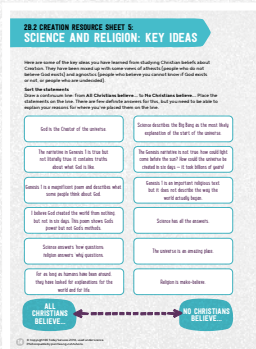 2B.2 CREATION RESOURCE SHEET 5:
SCIENCE AND RELIGION: KEY IDEAS
Here are some of the key ideas you have learned from studying Christian beliefs about
Creation. They have been mixed up with some views of atheists (people who do not
believe God exists) and agnostics (people who believe you cannot know if God exists
or not, or people who are undecided).
Sort the statements
Draw a continuum line: from All Christians believe... to No Christians believe... Place the
statements on the line. There are few definite answers for this, but you need to be able to
explain your reasons for where you've placed them on the line.
God is the Creator of the universe.
Science describes the Big Bang as the most likely
explanation of the start of the universe.
The narrative in Genesis 1 is true but
not literally true: it contains truths
about what God is like.
The Genesis narrative is not true: how could light
come before the sun? How could the universe be
created in six days – it took billions of years!
Genesis 1 is a magnificent poem and describes what
some people think about God.
Genesis 1 is an important religious text
but it does not describe the way the
world actually began.
I believe God created the world from nothing
but not in six days. This poem shows God's
power but not God's methods.
Science has all the answers.
Science answers 'how' questions;
religion answers 'why' questions.
The universe is an amazing place.
For as long as humans have been around,
they have looked for explanations for the
world and for life.
Religion is make-believe.
ALL
CHRISTIANS
BELIEVE...
NO CHRISTIANS
BELIEVE...